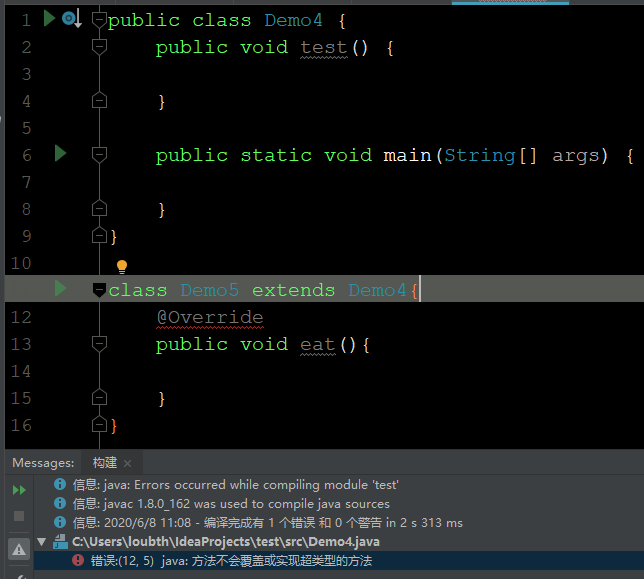 1 public class Demo4 {
2 public void test() {
3
4 }
5
6 public static void main(String[] args) {
7
8 }
9 }
10
class Demo5 extends Demo4{
12 @Override
13 public void eat(){
14
15 }
16 }
Messages: 构建 ×
信息: java: Errors occurred while compiling module 'test'
信息: javac 1.8.0_162 was used to compile java sources
信息: 2020/6/8 11:08 - 编译完成有 1 个错误 和 0 个警告 in 2 s 313 ms
C:\Users\loubth\IdeaProjects\test\src\Demo4.java
错误:(12, 5) java: 方法不会覆盖或实现超类型的方法